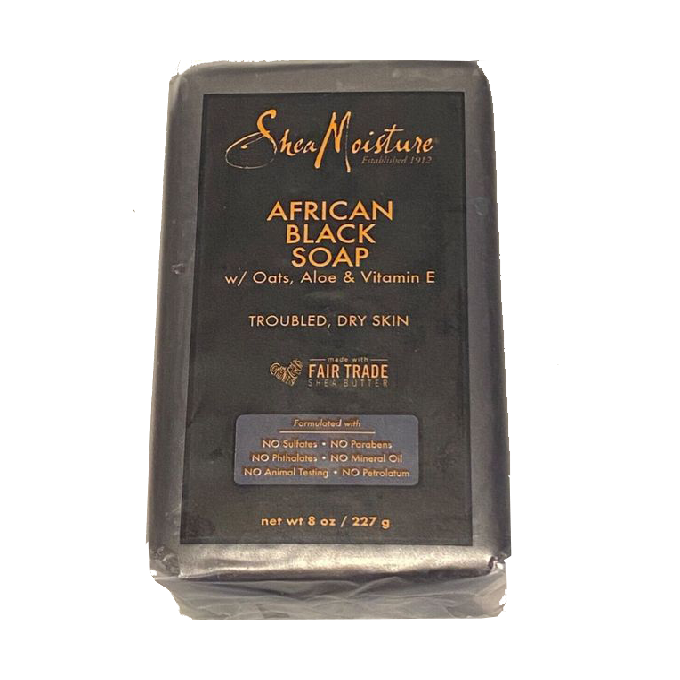 SheaMoisture®
Established 1912
AFRICAN
BLACK
SOAP
w/ Oats, Aloe & Vitamin E
TROUBLED, DRY SKIN
made with
FAIR TRADE
SHEA BUTTER
Formulated with
NO Sulfates • NO Parabens
NO Phthalates • NO Mineral Oil
NO Animal Testing • NO Petrolatum
net wt 8 oz / 227 g